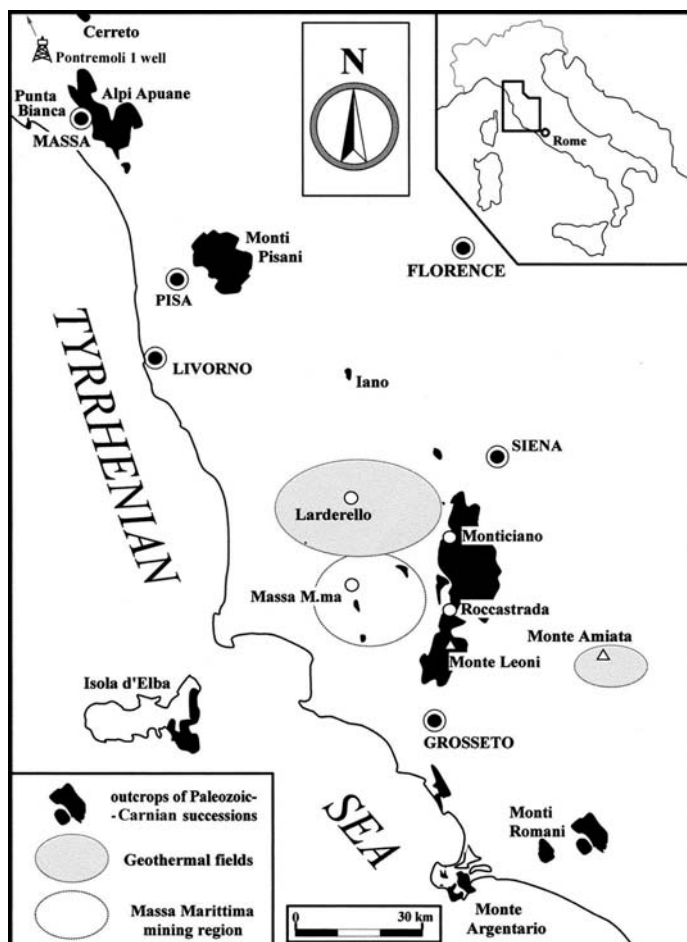 Cerreto
Pontremoli 1 well
Punta
Bianca
Alpi Apuane
MASSA
N
Rome
Monti
Pisani
FLORENCE
PISA
LIVORNO
TYRRHENIAN
Iano
SIENA
Larderello
Monticiano
Massa M.ma
Roccastrada
Monte Amiata
Monte Leoni
Isola d'Elba
GROSSETO
SEA
Monti
Romani
Monte
Argentario
outcrops of Paleozoic-
-Carnian successions
Geothermal fields
Massa Marittima
mining region
0 30 km